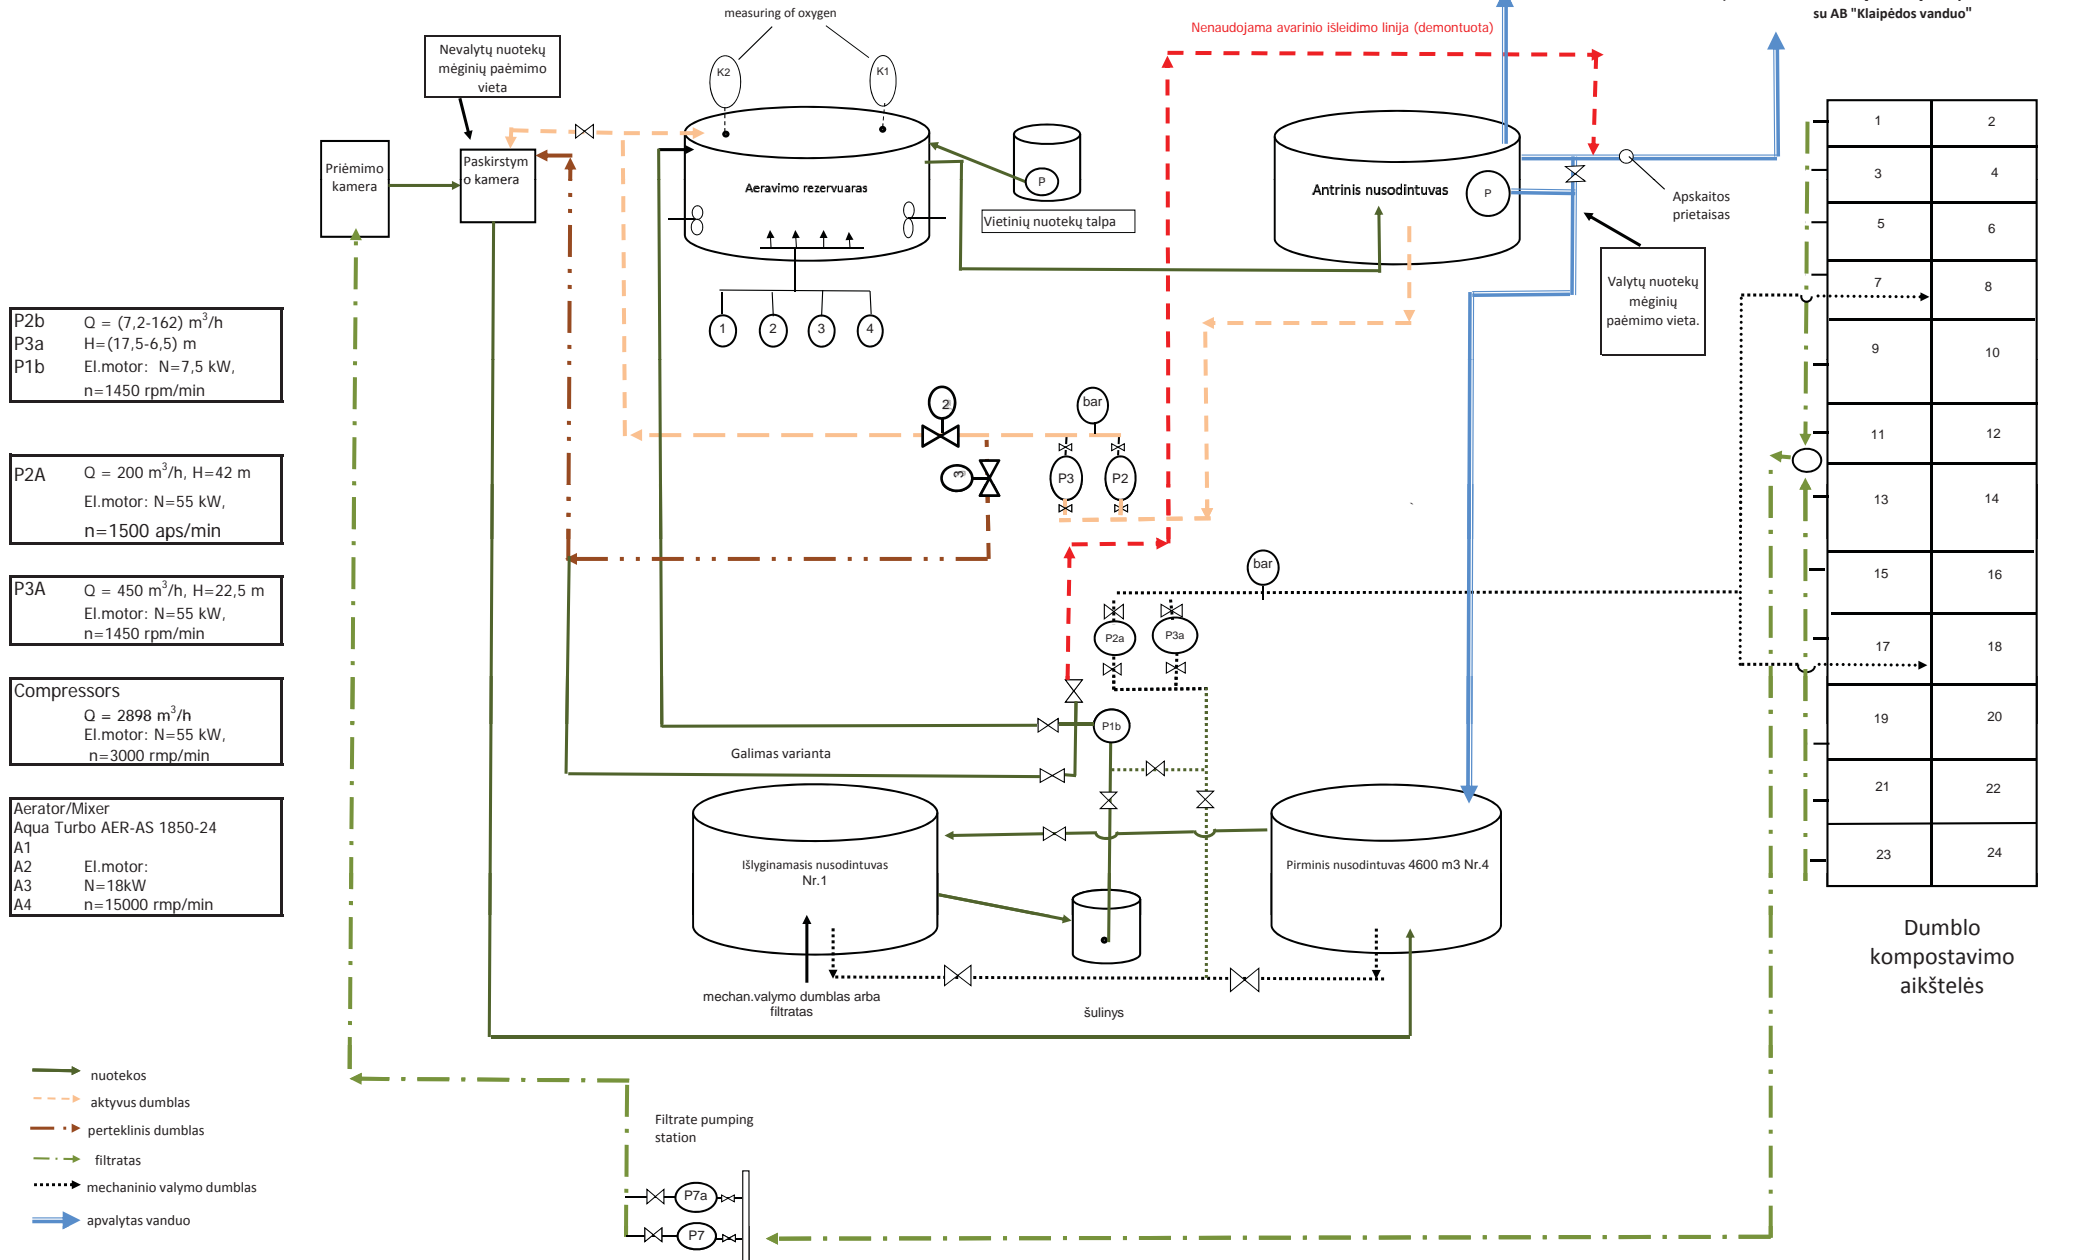 measuring of oxygen
su AB "Klaipėdos vanduo"
Nenaudojama avarinio išleidimo linija (demontuota)
Nevalytų nuotekų
mėginių paėmimo
vieta
K2
K1
Priėmimo
kamera
Paskirstym
o kamera
Aeravimo rezervuaras
P
Vietinių nuotekų talpa
Antrinis nusodintuvas
P
Apskaitos
prietaisas
Valytų nuotekų
mėginių
paėmimo vieta.
1
2
3
4
P2b Q = (7,2-162) m³/h
P3a H=(17,5-6,5) m
P1b El.motor: N=7,5 kW,
n=1450 rpm/min
P2A Q = 200 m³/h, H=42 m
El.motor: N=55 kW,
n=1500 aps/min
P3A Q = 450 m³/h, H=22,5 m
El.motor: N=55 kW,
n=1450 rpm/min
Compressors
Q = 2898 m³/h
El.motor: N=55 kW,
n=3000 rmp/min
Aerator/Mixer
Aqua Turbo AER-AS 1850-24
A1
A2 El.motor:
A3 N=18kW
A4 n=15000 rmp/min
2
3
bar
P3
P2
bar
P2a
P3a
P1b
Galimas varianta
Išlyginamasis nusodintuvas
Nr.1
Pirminis nusodintuvas 4600 m3 Nr.4
mechan.valymo dumblas arba
filtratas
šulinys
1 2
3 4
5 6
7 8
9 10
11 12
13 14
15 16
17 18
19 20
21 22
23 24
Dumblo
kompostavimo
aikštelės
nuotekos
aktyvus dumblas
perteklinis dumblas
filtratas
mechaninio valymo dumblas
apvalytas vanduo
Filtrate pumping
station
P7a
P7